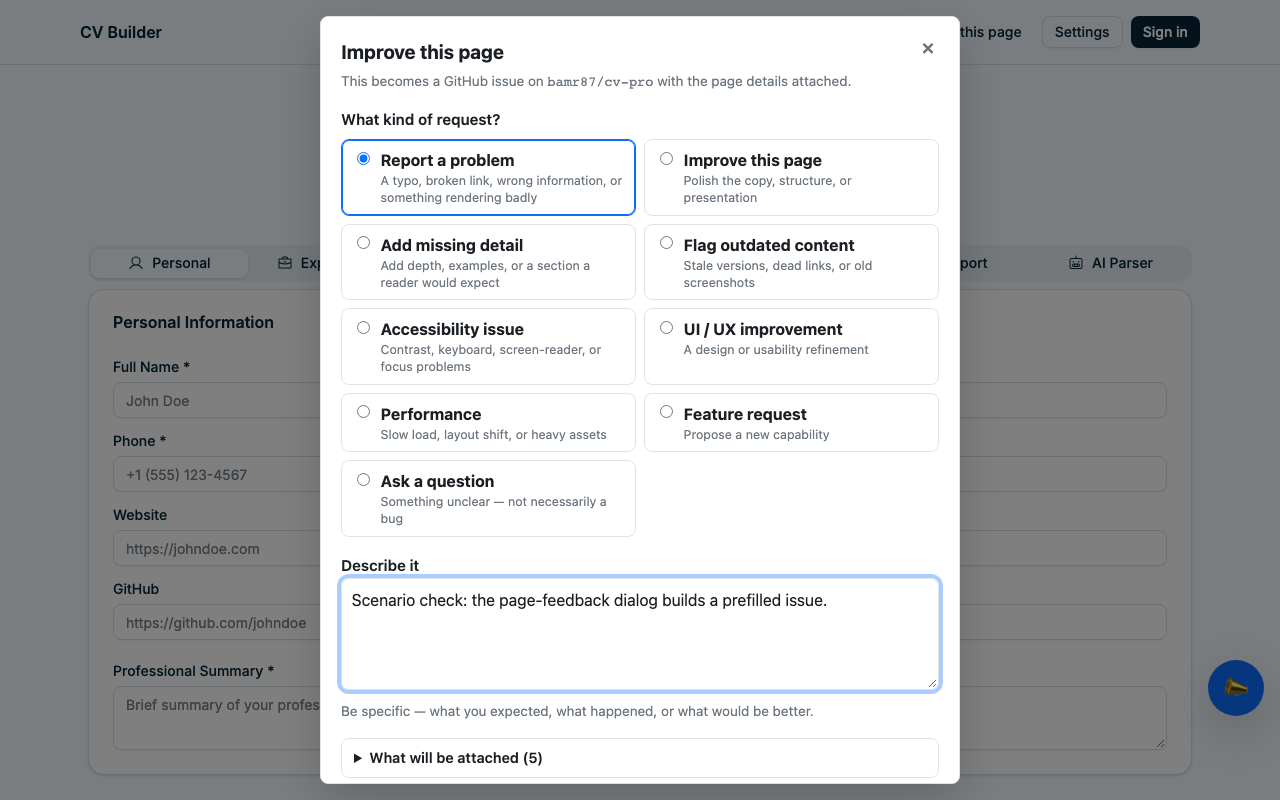 CV Builder
this page
Settings
Sign in
Improve this page
×
This becomes a GitHub issue on bamr87/cv-pro with the page details attached.
What kind of request?
Report a problem
A typo, broken link, wrong information, or
something rendering badly
Improve this page
Polish the copy, structure, or
presentation
Add missing detail
Add depth, examples, or a section a
reader would expect
Flag outdated content
Stale versions, dead links, or old
screenshots
Accessibility issue
Contrast, keyboard, screen-reader, or
focus problems
UI / UX improvement
A design or usability refinement
Performance
Slow load, layout shift, or heavy assets
Feature request
Propose a new capability
Ask a question
Something unclear — not necessarily a
bug
Describe it
Scenario check: the page-feedback dialog builds a prefilled issue.
Be specific — what you expected, what happened, or what would be better.
What will be attached (5)
Personal
AI Parser
Personal Information
Full Name *
John Doe
Phone *
+1 (555) 123-4567
Website
https://johndoe.com
GitHub
https://github.com/johndoe
Professional Summary *
Brief summary of your